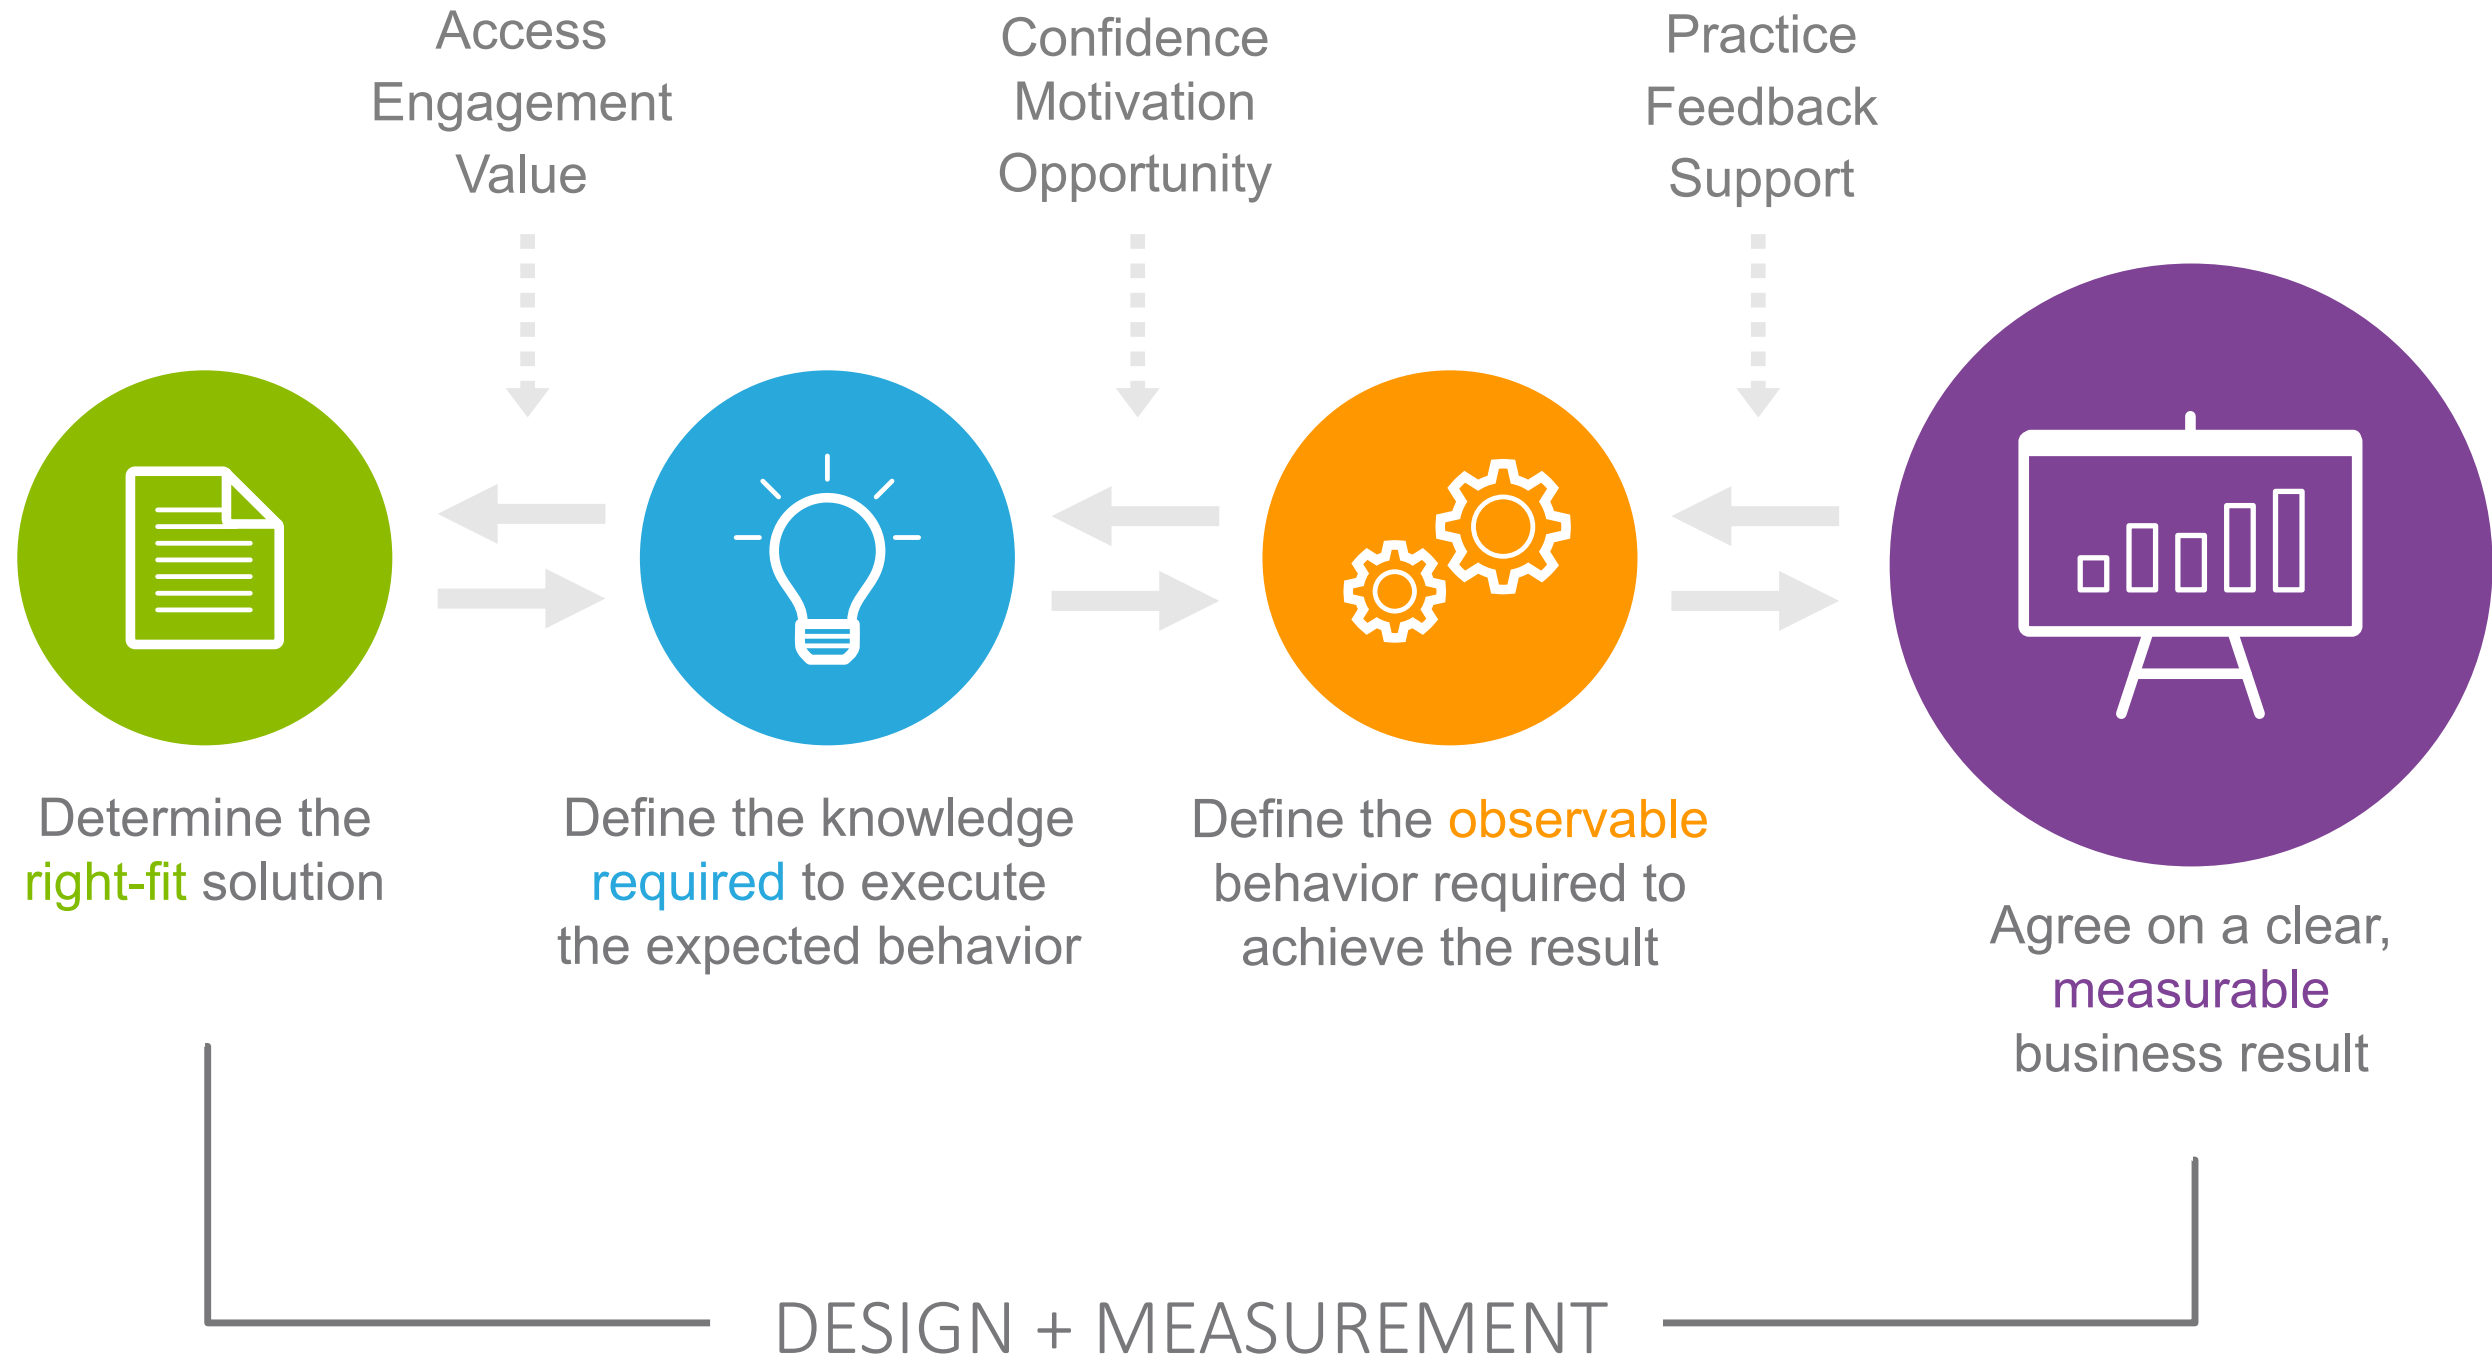 Access
Engagement
Value
Confidence
Motivation
Opportunity
Practice
Feedback
Support
Determine the
right-fit solution
Define the knowledge
required to execute
the expected behavior
Define the observable
behavior required to
achieve the result
Agree on a clear,
measurable
business result
DESIGN + MEASUREMENT